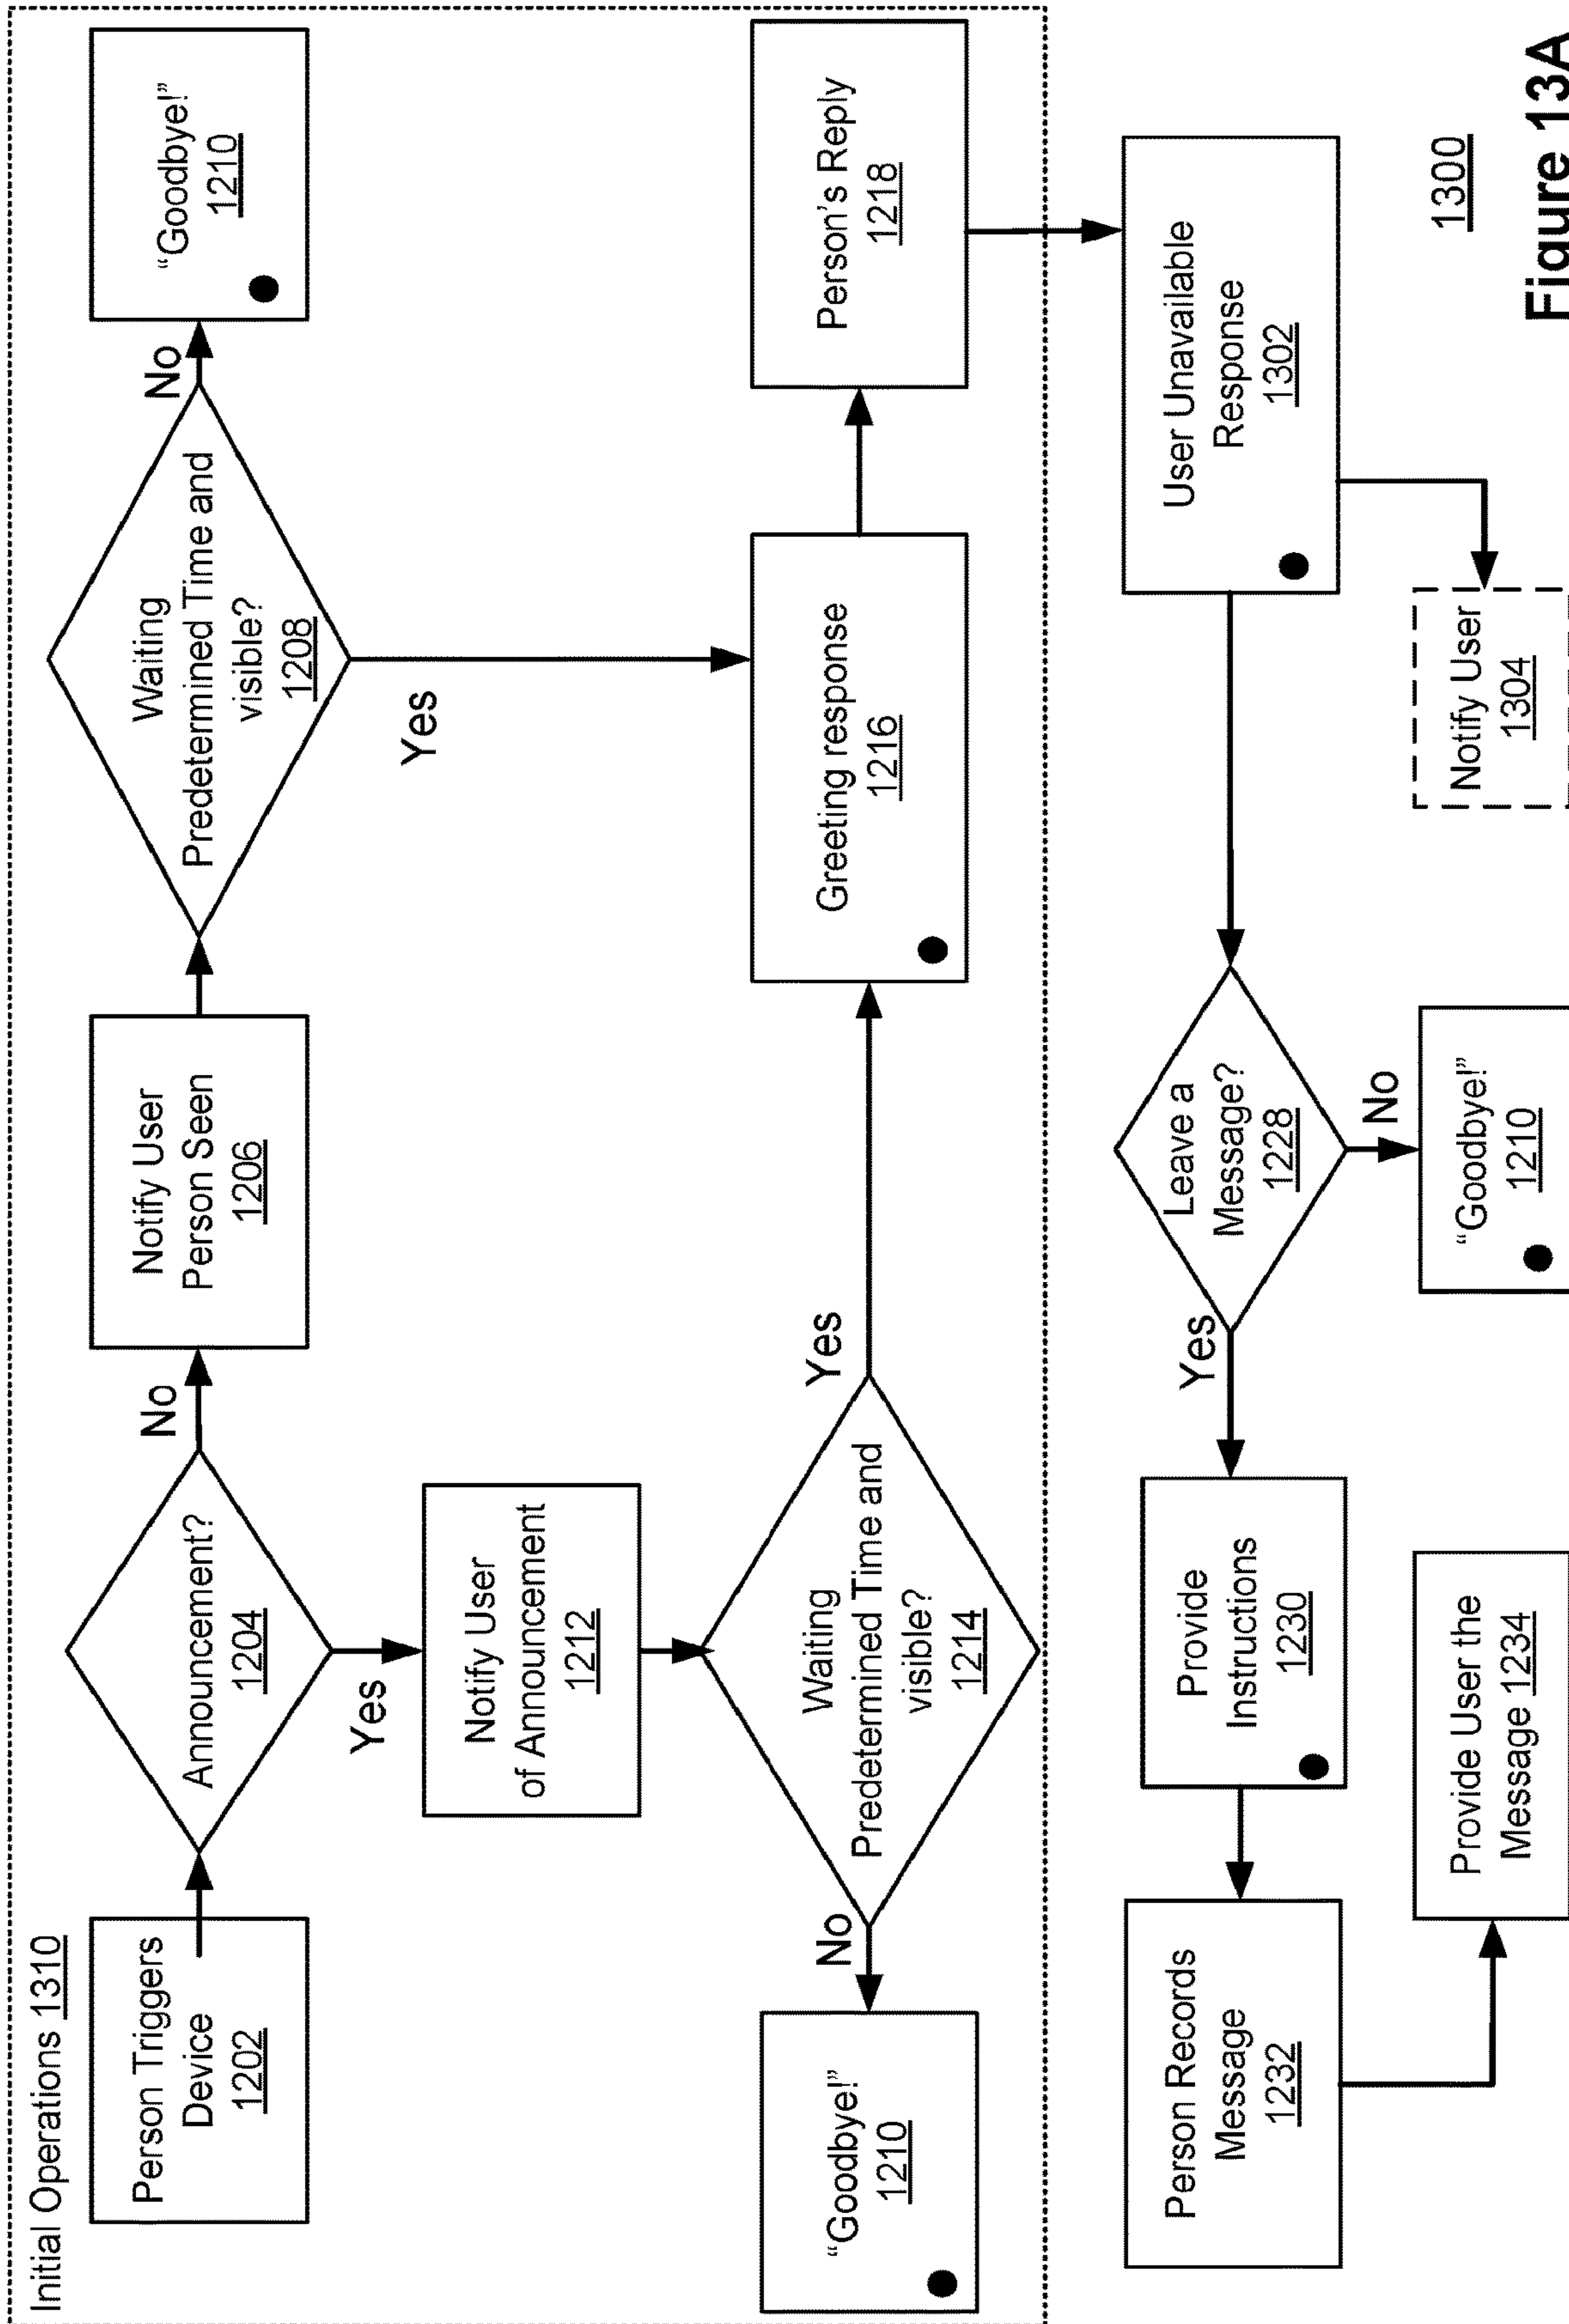 Initial Operations 1310
Person Triggers
Device
1202
Announcement?
1204
No
Notify User
Person Seen
1206
Waiting
Predetermined Time and
visible?
1208
No
“Goodbye!”
1210
Yes
Yes
Notify User
of Announcement
1212
“Goodbye!”
1210
No
Waiting
Predetermined Time and
visible?
1214
Yes
Greeting response
1216
Person's Reply
1218
Person Records
Message
1232
Provide
Instructions
1230
Yes
Leave a
Message?
1228
User Unavailable
Response
1302
No
Provide User the
Message 1234
“Goodbye!”
1210
Notify User
1304
1300
Figure 13A